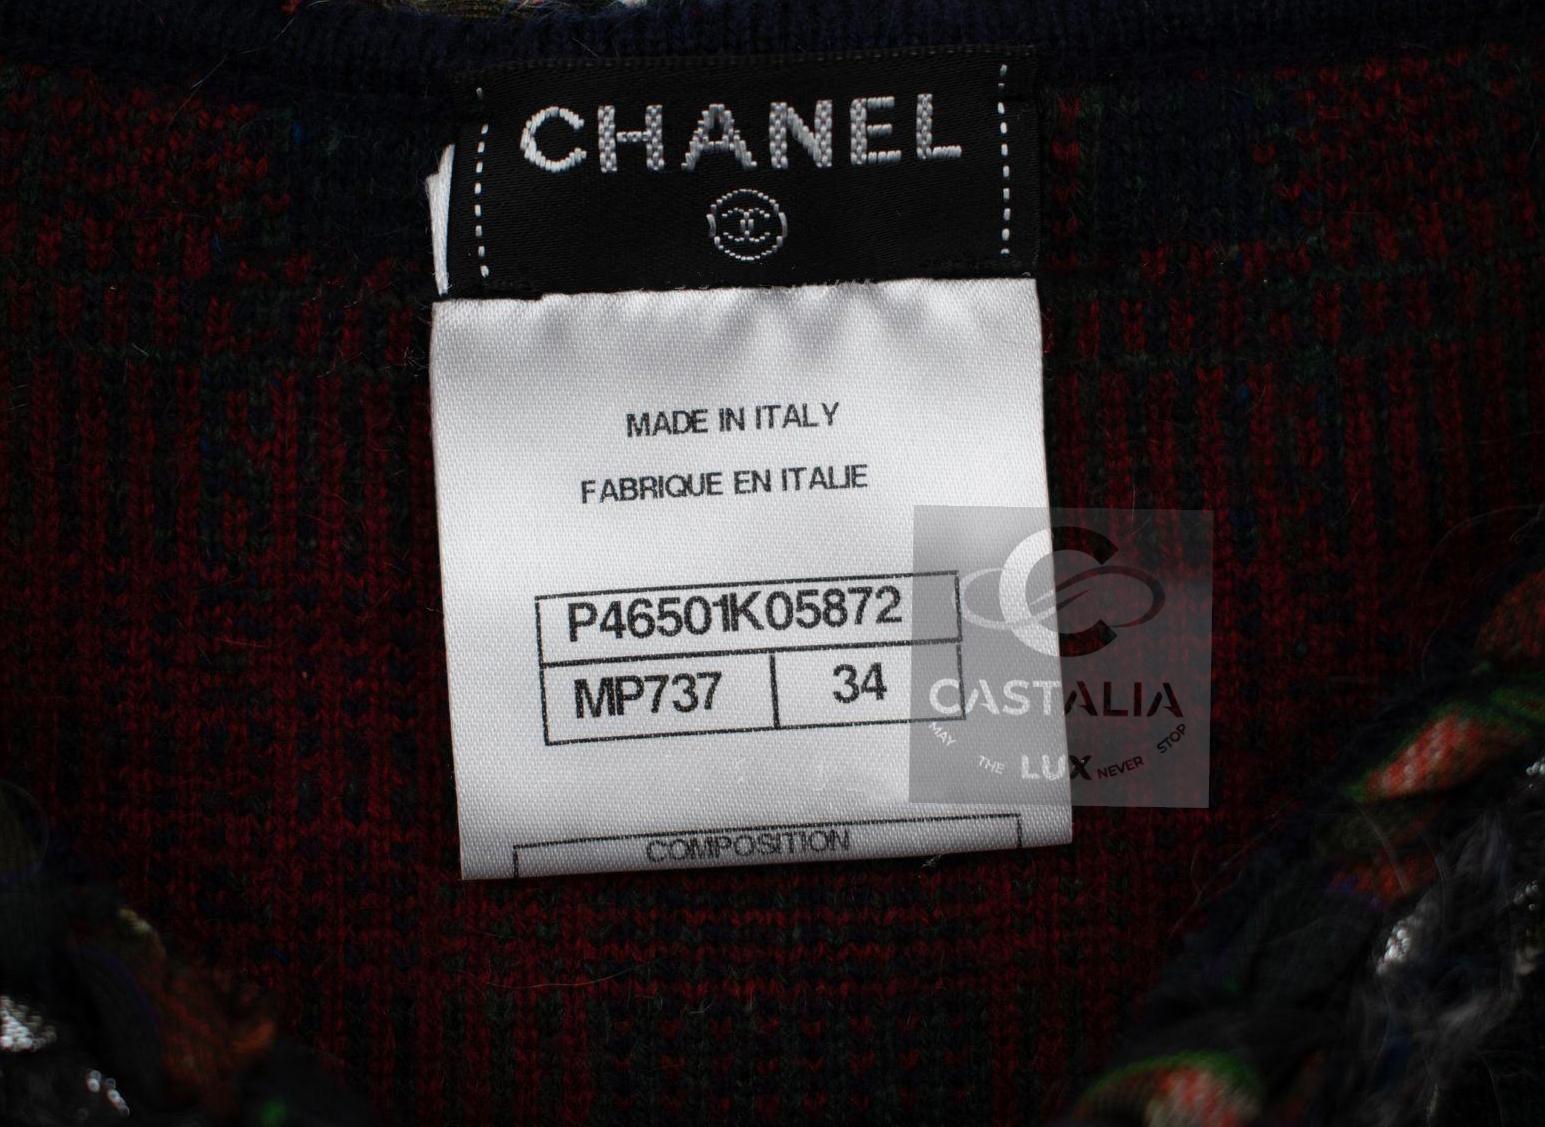 CHANEL
MADE IN ITALY
FABRIQUE EN ITALIE
P46501K05872
MP737 34
CASTALIA
MAY THE LUX NEVER STOP
COMPOSITION